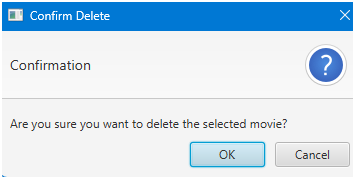 Confirm Delete
Confirmation
?
Are you sure you want to delete the selected movie?
OK
Cancel